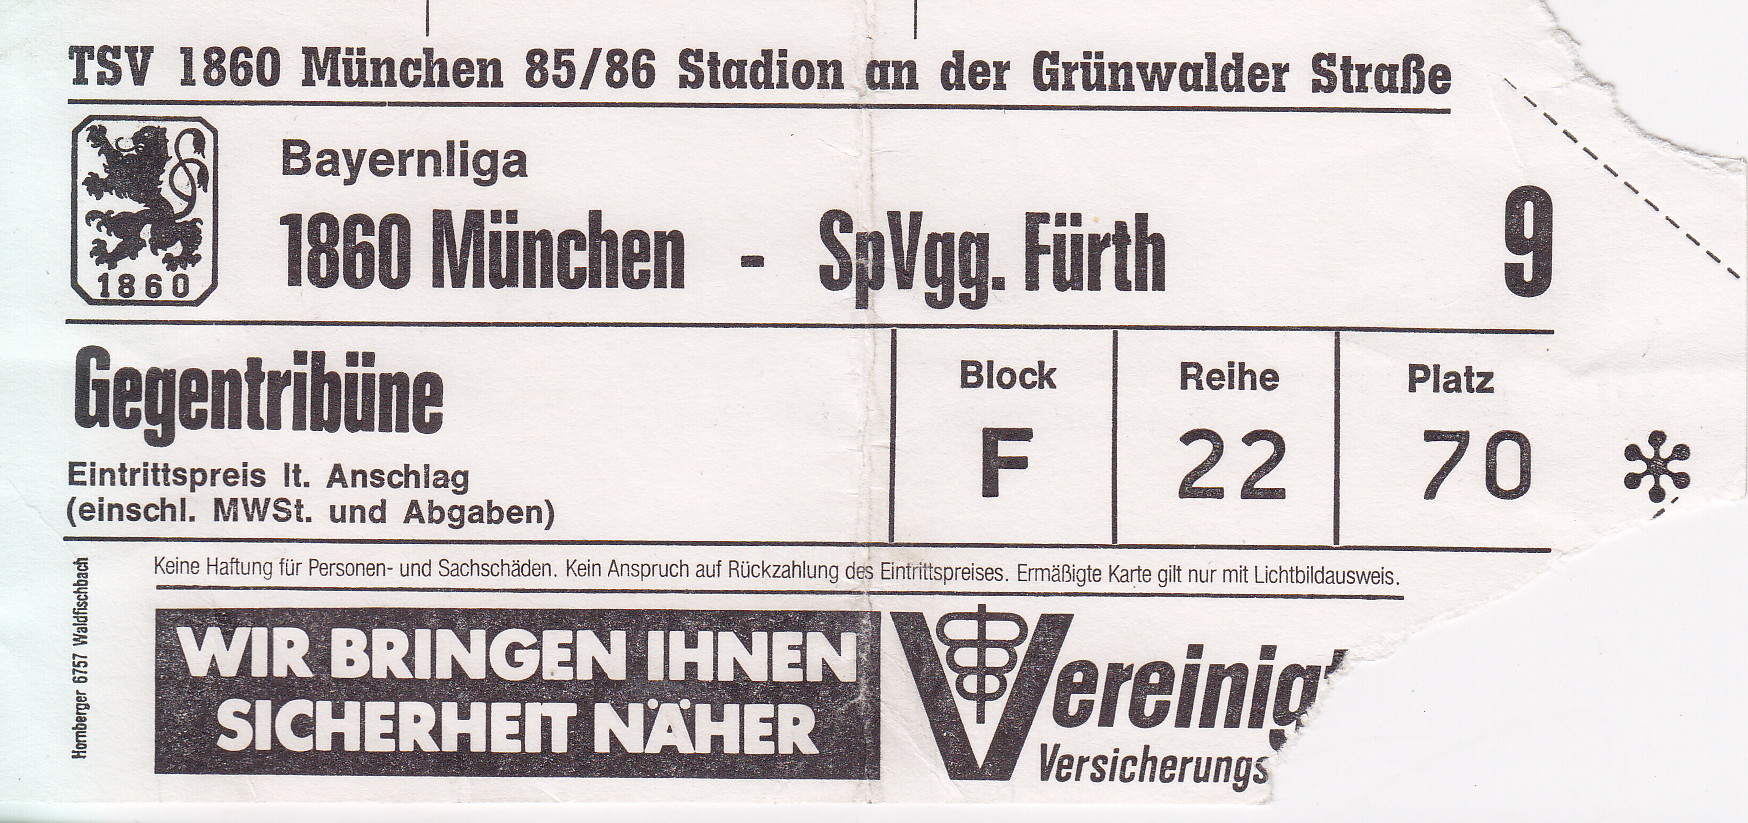 TSV 1860 München 85/86 Stadion an der Grünwalder Straße
1860
Bayernliga
1860 München - SpVgg. Fürth
9
Gegentribüne
Eintrittspreis lt. Anschlag
(einschl. MWSt. und Abgaben)
Block
F
Reihe
22
Platz
70
Keine Haftung für Personen- und Sachschäden. Kein Anspruch auf Rückzahlung des Eintrittspreises. Ermäßigte Karte gilt nur mit Lichtbildausweis.
Homberger 6757 Waldfischbach
WIR BRINGEN IHNEN
SICHERHEIT NÄHER
Vereinig
Versicherungs